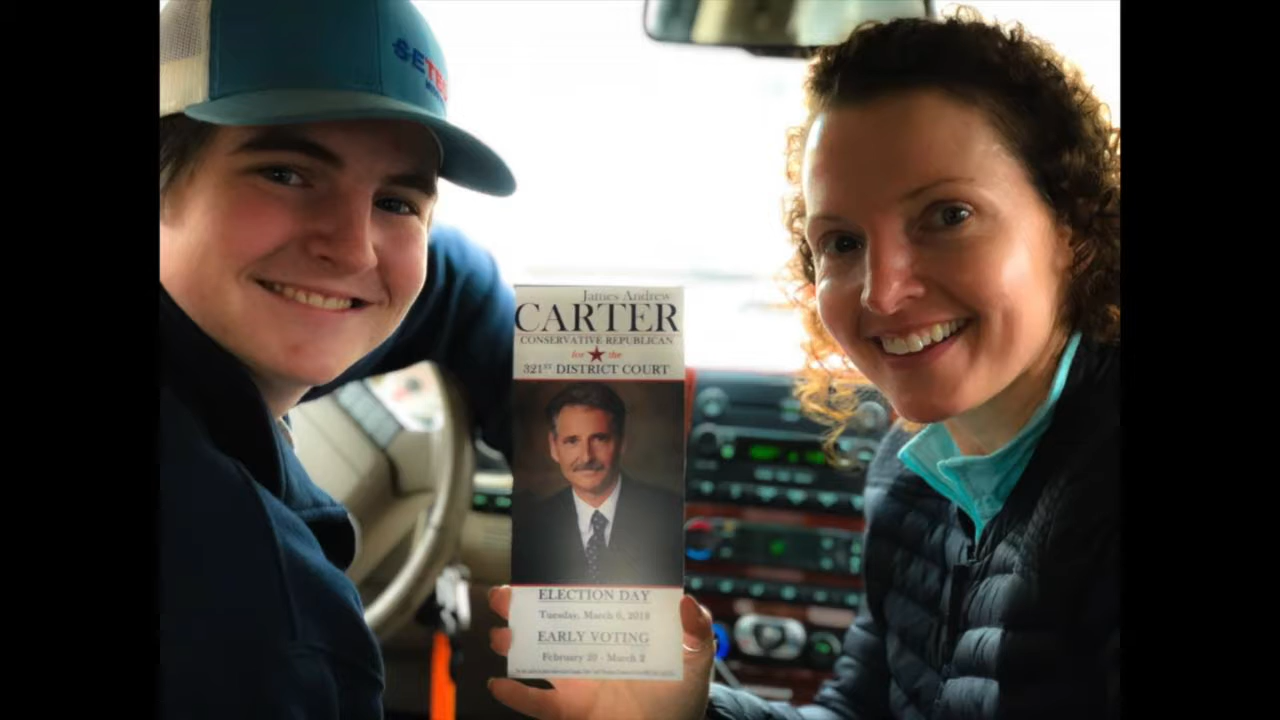 SETE
James Andrew
CARTER
CONSERVATIVE REPUBLICAN
for the
321ST DISTRICT COURT
ELECTION DAY
Tuesday, March 6, 2018
EARLY VOTING
February 20 - March 2